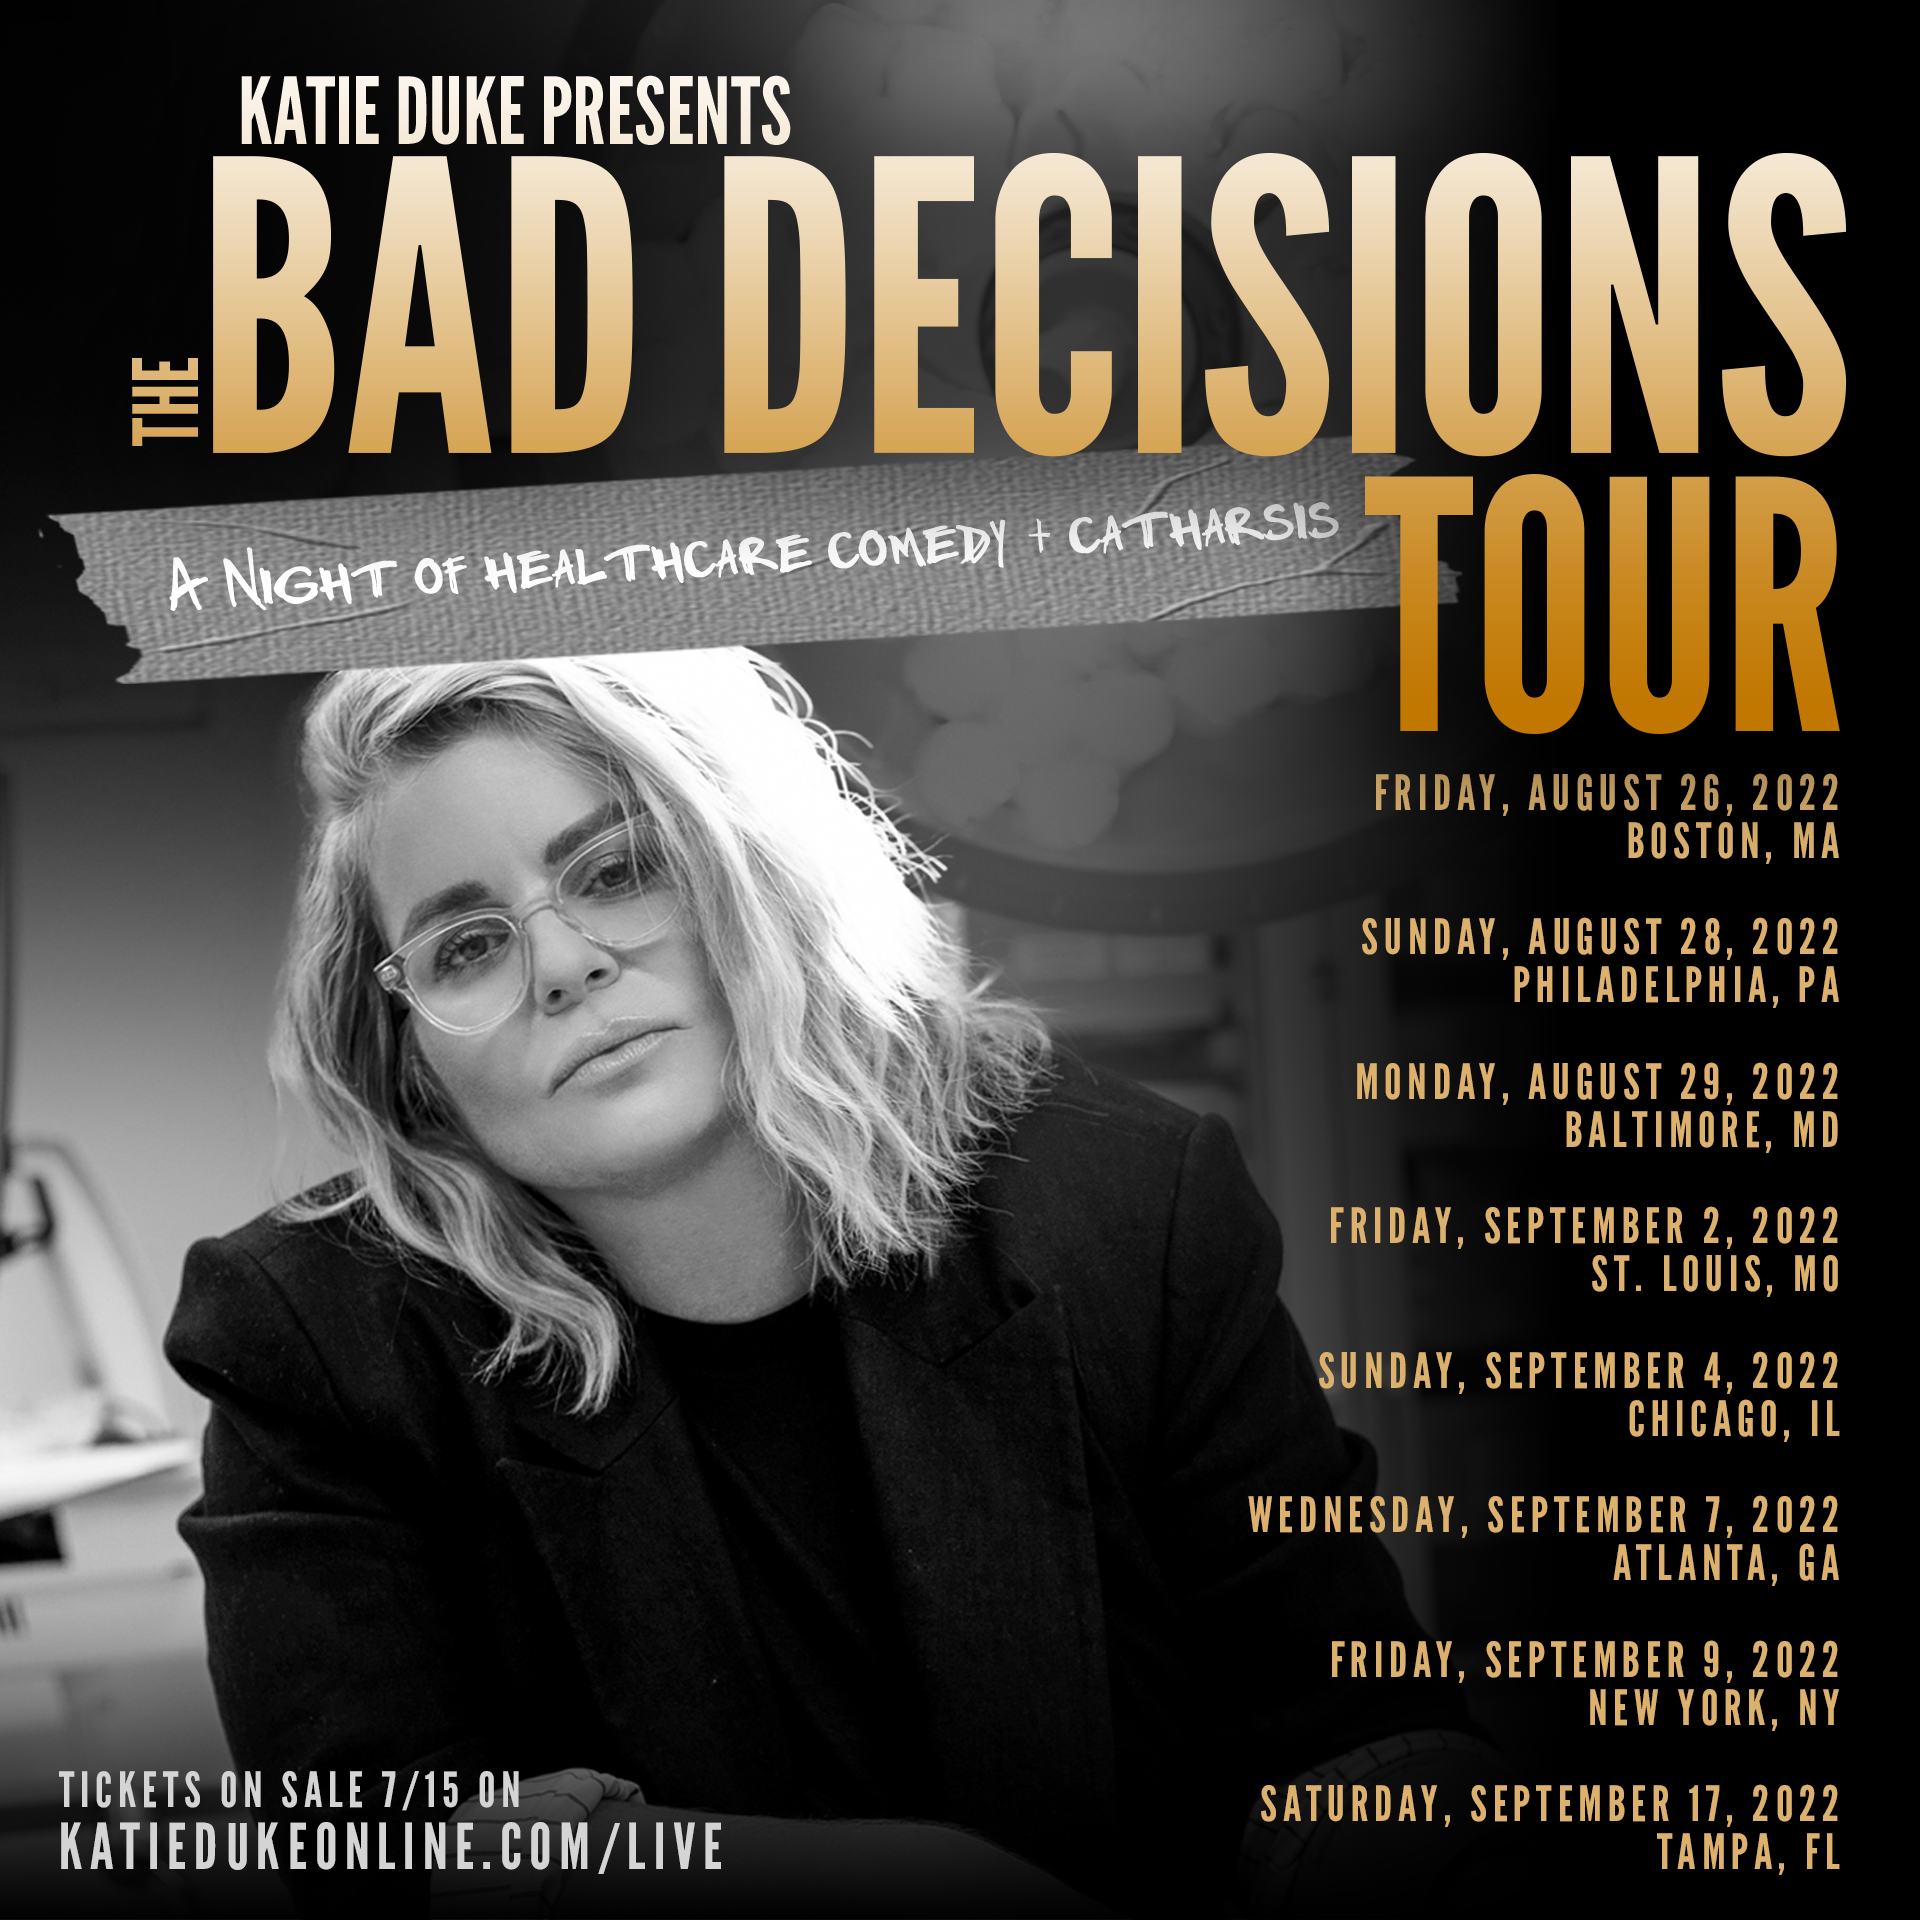 KATIE DUKE PRESENTS
THE
BAD DECISIONS
TOUR
A NIGHT OF HEALTHCARE COMEDY + CATHARSIS
FRIDAY, AUGUST 26, 2022
BOSTON, MA
SUNDAY, AUGUST 28, 2022
PHILADELPHIA, PA
MONDAY, AUGUST 29, 2022
BALTIMORE, MD
FRIDAY, SEPTEMBER 2, 2022
ST. LOUIS, MO
SUNDAY, SEPTEMBER 4, 2022
CHICAGO, IL
WEDNESDAY, SEPTEMBER 7, 2022
ATLANTA, GA
FRIDAY, SEPTEMBER 9, 2022
NEW YORK, NY
SATURDAY, SEPTEMBER 17, 2022
TAMPA, FL
TICKETS ON SALE 7/15 ON
KATIEDUKEONLINE.COM/LIVE